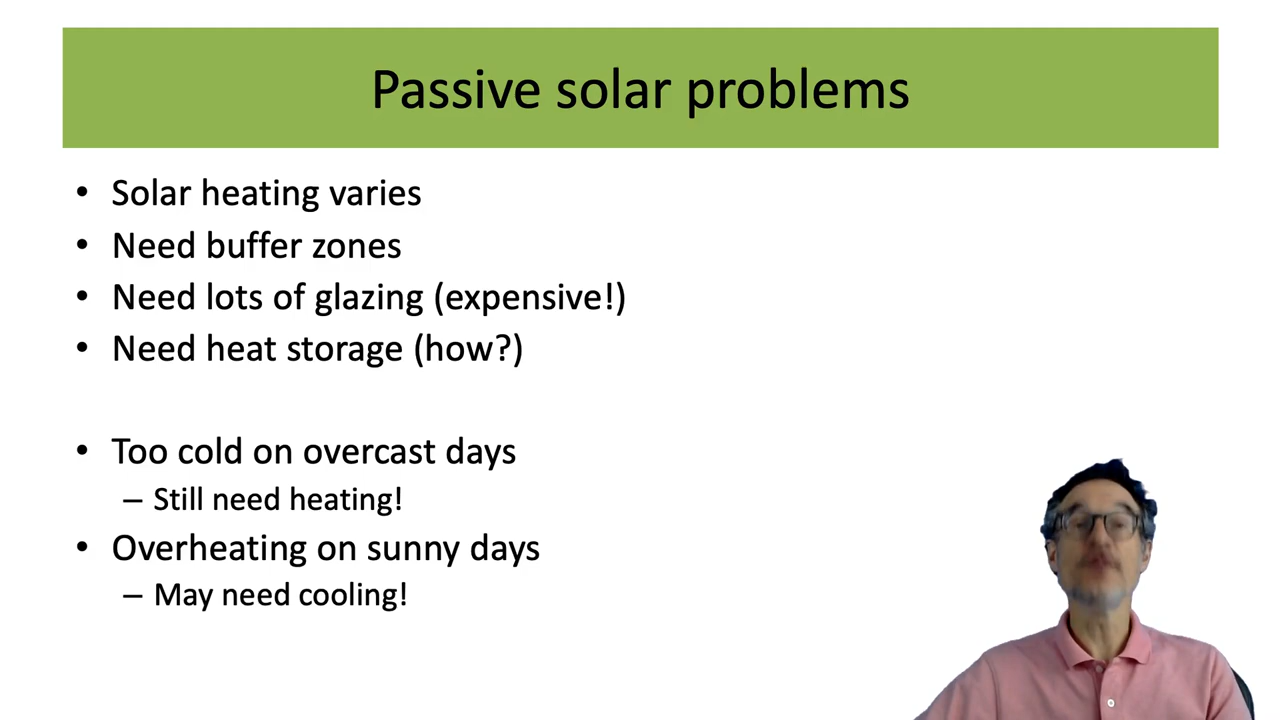 Passive solar problems
• Solar heating varies
• Need buffer zones
• Need lots of glazing (expensive!)
• Need heat storage (how?)
• Too cold on overcast days
– Still need heating!
• Overheating on sunny days
– May need cooling!